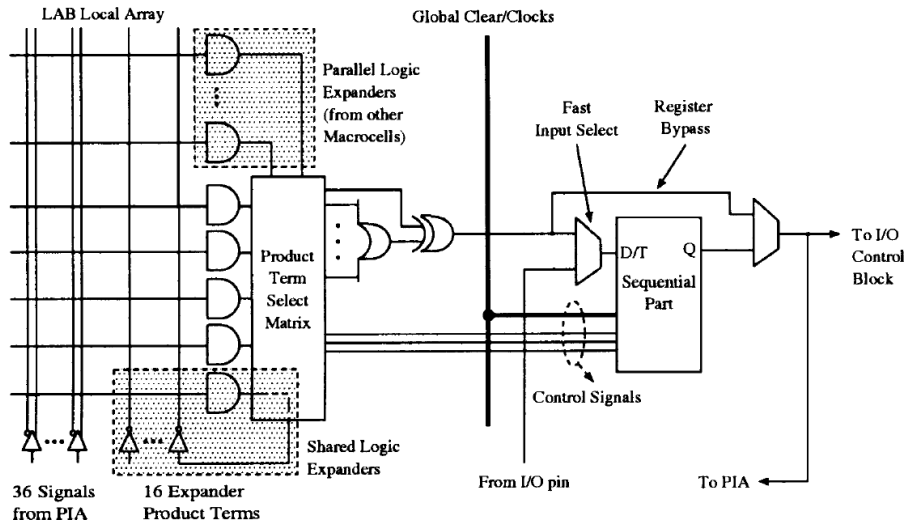 LAB Local Array
Global Clear/Clocks
Parallel Logic
Expanders
(from other
Macrocells)
Fast
Input Select
Register
Bypass
Product
Term
Select
Matrix
D/T
Q
Sequential
Part
To I/O
Control
Block
Control Signals
Shared Logic
Expanders
From I/O pin
To PIA
36 Signals
from PIA
16 Expander
Product Terms